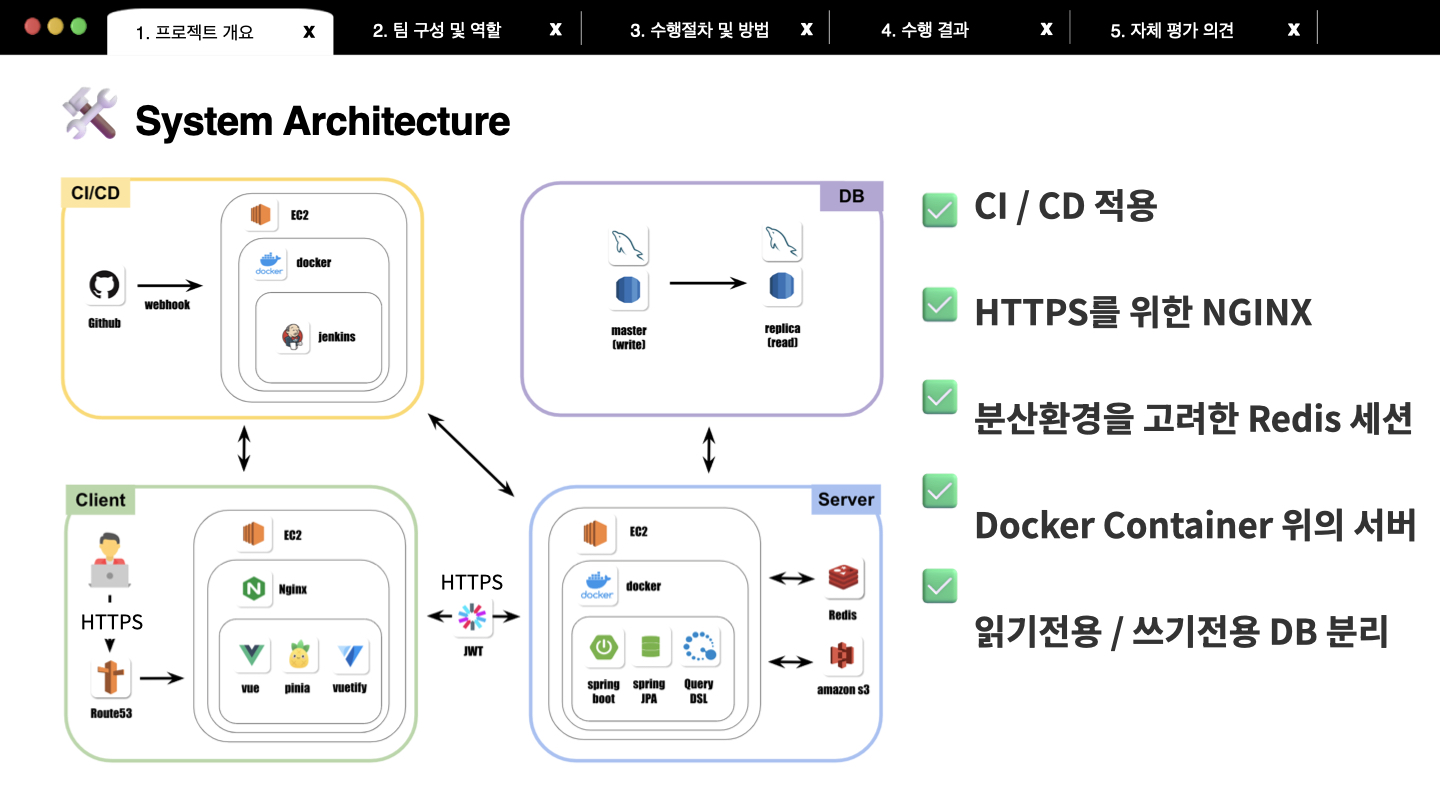 1. 프로젝트 개요 X
2. 팀 구성 및 역할 X
3. 수행절차 및 방법 X
4. 수행 결과 X
5. 자체 평가 의견 X
System Architecture
CI/CD
EC2
docker
docker
Github
webhook
jenkins
DB
master
(write)
replica
(read)
Client
HTTPS
Route53
EC2
Nginx
vue
pinia
vuetify
HTTPS
JWT
Server
EC2
docker
docker
spring
boot
spring
JPA
Query
DSL
Redis
amazon s3
CI / CD 적용
HTTPS를 위한 NGINX
분산환경을 고려한 Redis 세션
Docker Container 위의 서버
읽기전용 / 쓰기전용 DB 분리